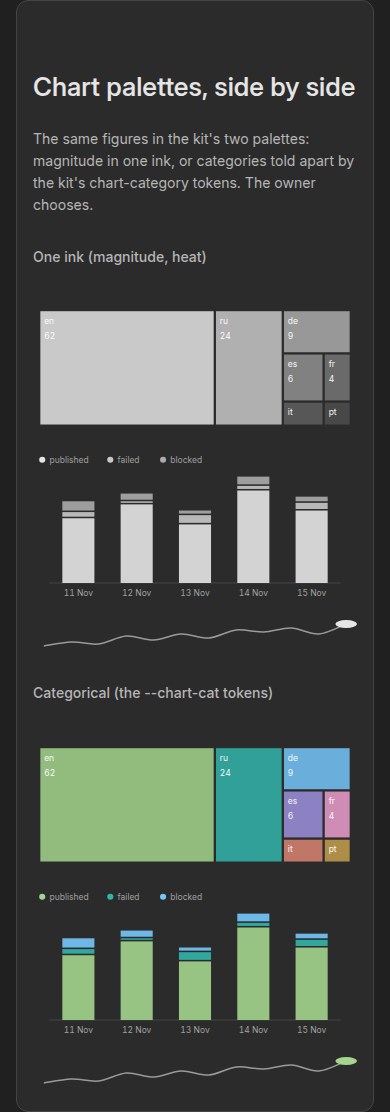 Chart palettes, side by side
The same figures in the kit's two palettes:
magnitude in one ink, or categories told apart by
the kit's chart-category tokens. The owner
chooses.
One ink (magnitude, heat)
en
62
ru
24
de
9
es
6
fr
4
it
pt
published failed blocked
11 Nov 12 Nov 13 Nov 14 Nov 15 Nov
Categorical (the --chart-cat tokens)
en
62
ru
24
de
9
es
6
fr
4
it
pt
published failed blocked
11 Nov 12 Nov 13 Nov 14 Nov 15 Nov